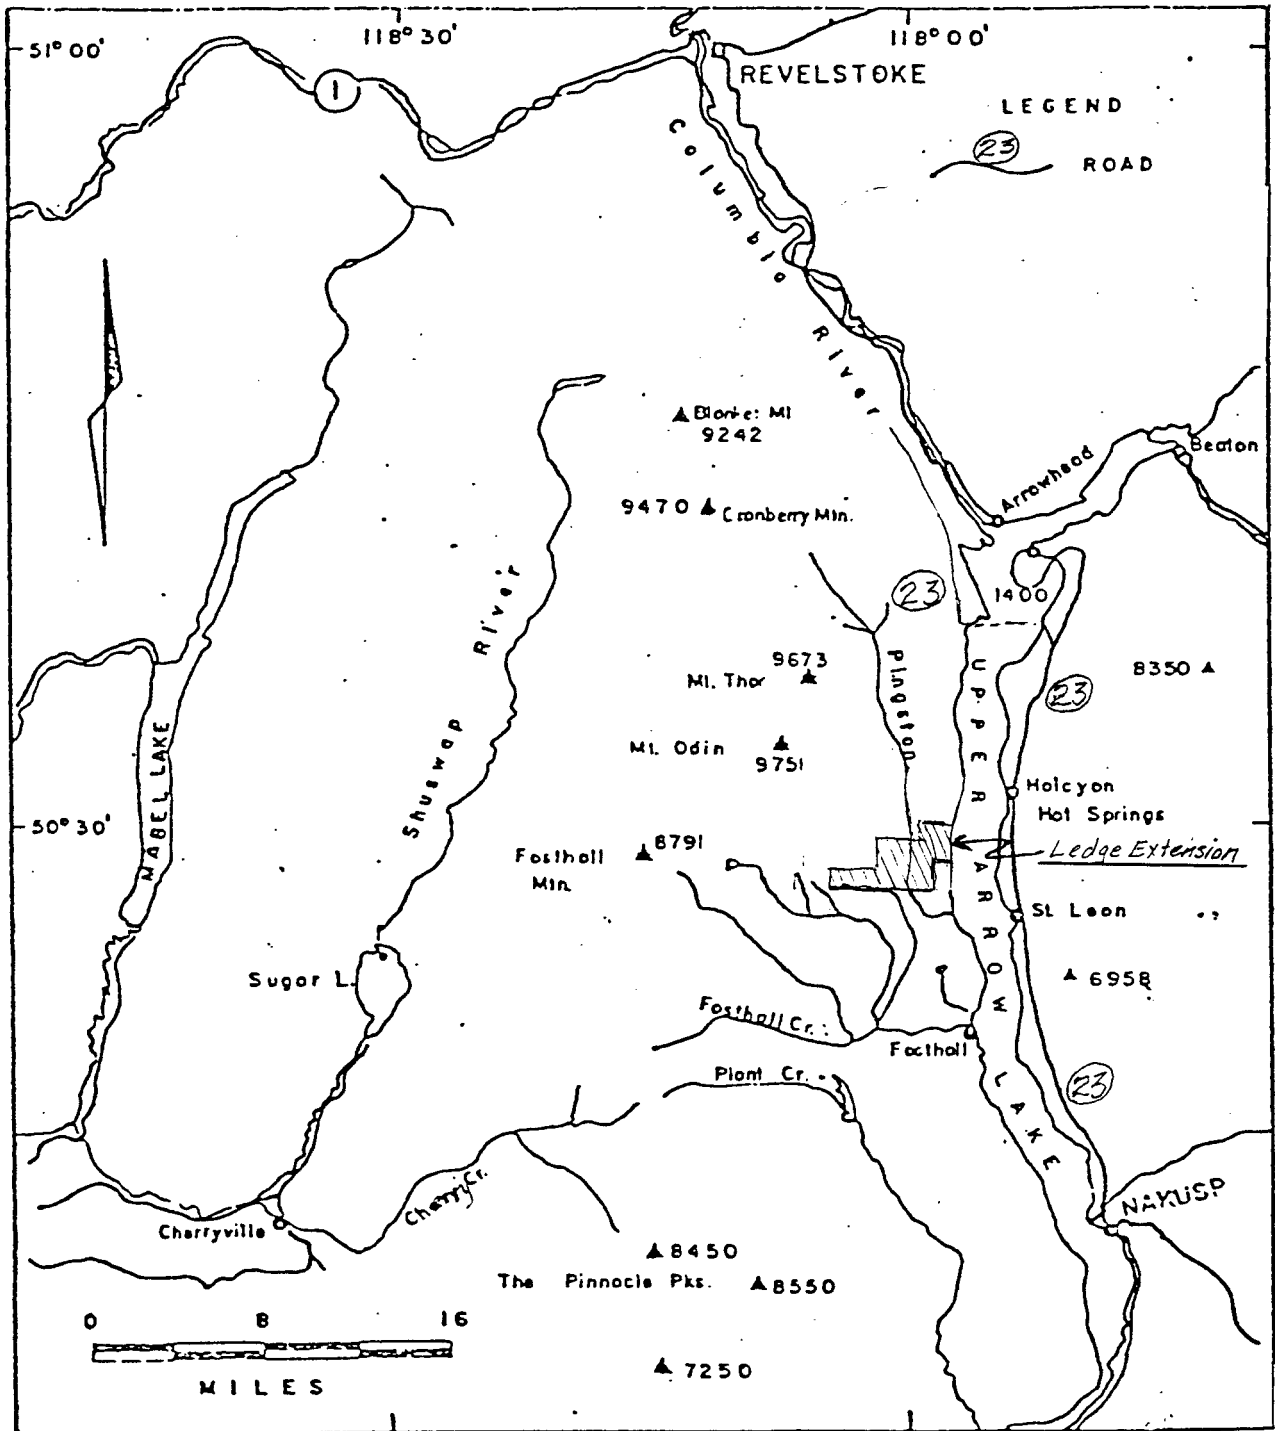 118°30'
118°00'
51°00'
1
REVELSTOKE
LEGEND
23
ROAD
Columbia River
9242
Beaton
Arrowhead
9470
Cranberry Mtn.
23
1400
Shuswap River
9673
Mt. Thor
Pingston
8350
23
UPPER ARROW LAKE
Mt. Odin
9751
MABEL LAKE
Halcyon
Hot Springs
50°30'
8791
Fosthall
Mtn.
Ledge Extension
St. Leon
Sugar L.
6958
Fosthall Cr.
Fosthall
Plant Cr.
23
Cherry Cr.
NAKUSP
Cherryville
8450
The Pinnacle Pks.
8550
0 8 16
MILES
7250